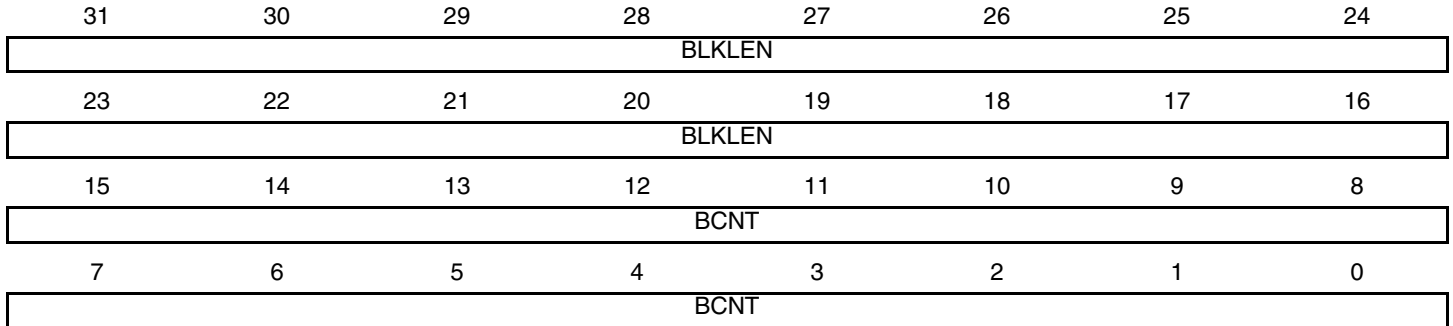 31 30 29 28 27 26 25 24
BLKLEN
23 22 21 20 19 18 17 16
BLKLEN
15 14 13 12 11 10 9 8
BCNT
7 6 5 4 3 2 1 0
BCNT